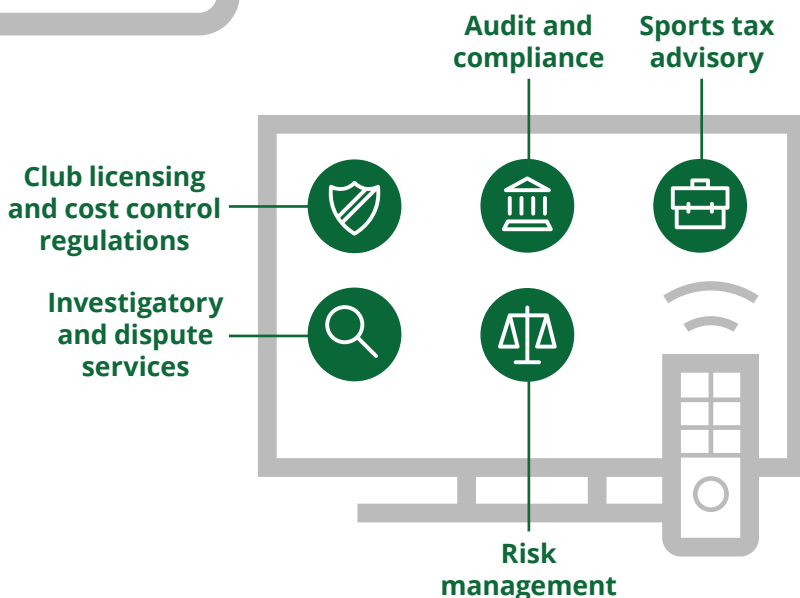 Audit and
compliance
Sports tax
advisory
Club licensing
and cost control
regulations
Investigatory
and dispute
services
Risk
management